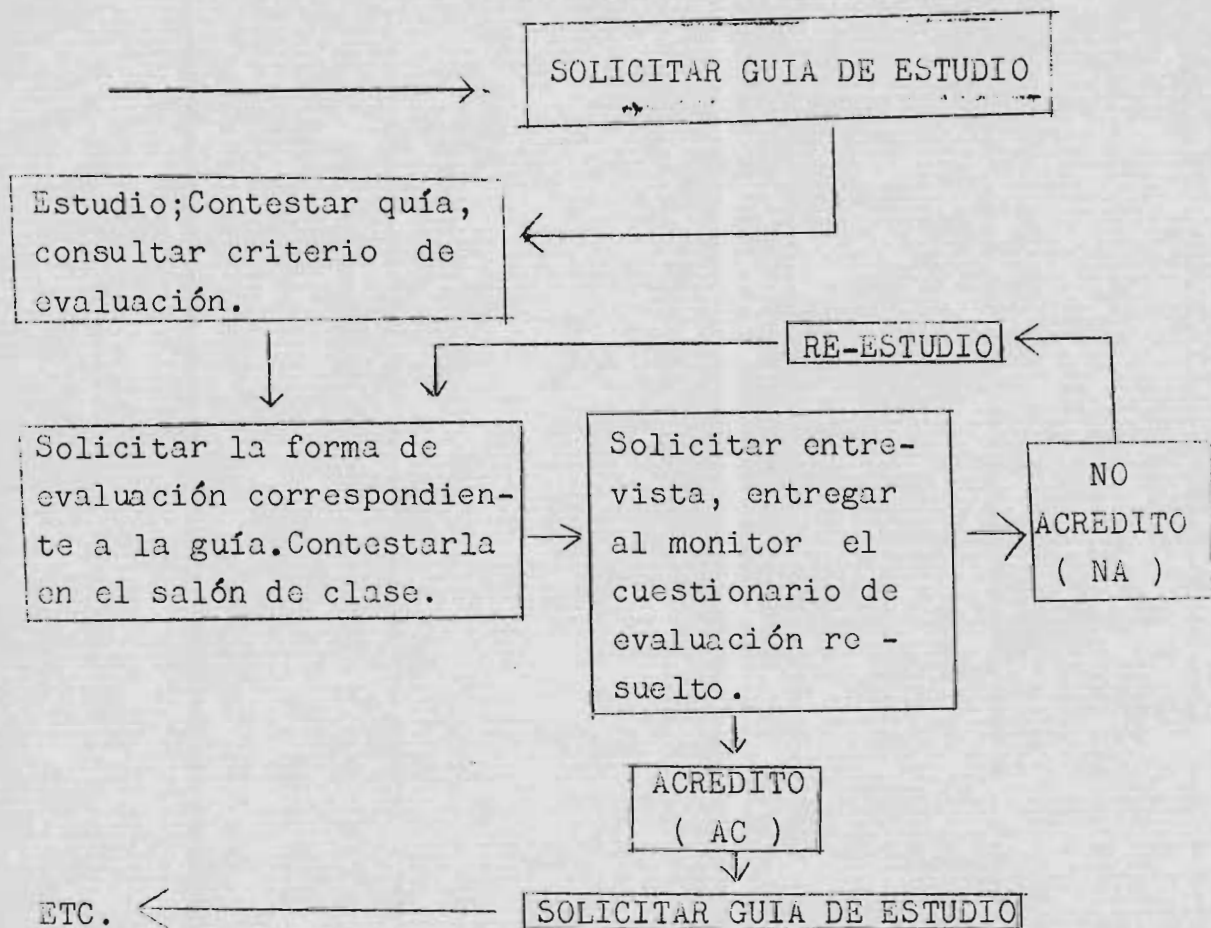 SOLICITAR GUIA DE ESTUDIO
Estudio;Contestar quía,
consultar criterio de
evaluación.
RE-ESTUDIO
Solicitar la forma de
evaluación correspondien-
te a la guía.Contestarla
en el salón de clase.
Solicitar entre-
vista, entregar
al monitor el
cuestionario de
evaluación re -
suelto.
NO
ACREDITO
( NA )
ACREDITO
( AC )
SOLICITAR GUIA DE ESTUDIO
ETC.